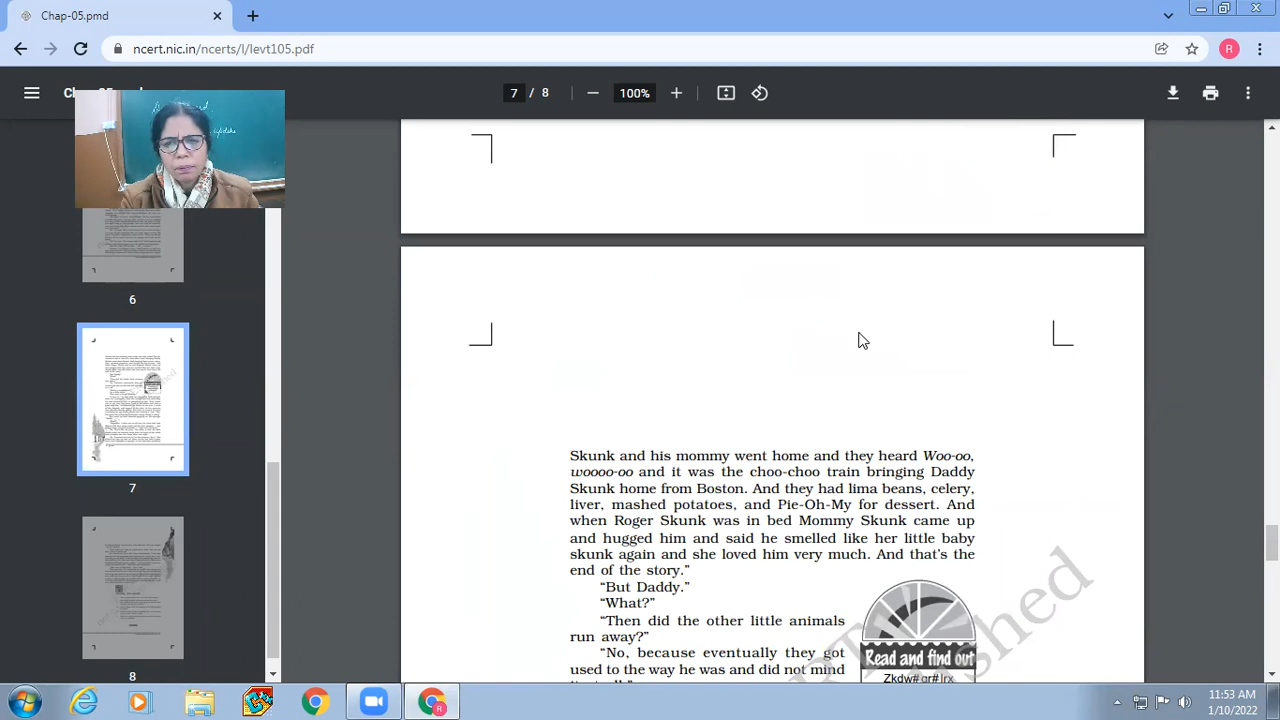 Chap-05.pmd
ncert.nic.in/ncerts/l/levt105.pdf
R
7 / 8
100%
6
7
8
Skunk and his mommy went home and they heard Woo-oo,
woooo-oo and it was the choo-choo train bringing Daddy
Skunk home from Boston. And they had lima beans, celery,
liver, mashed potatoes, and Pie-Oh-My for dessert. And
when Roger Skunk was in bed Mommy Skunk came up
and hugged him and said he smelled like her little baby
skunk again and she loved him very much. And that's the
end of the story.”
“But Daddy.”
“What?”
“Then did the other little animals
run away?”
“No, because eventually they got
used to the way he was and did not mind
Read and find out
Zkdw# gr# Irx
shed
11:53 AM
1/10/2022